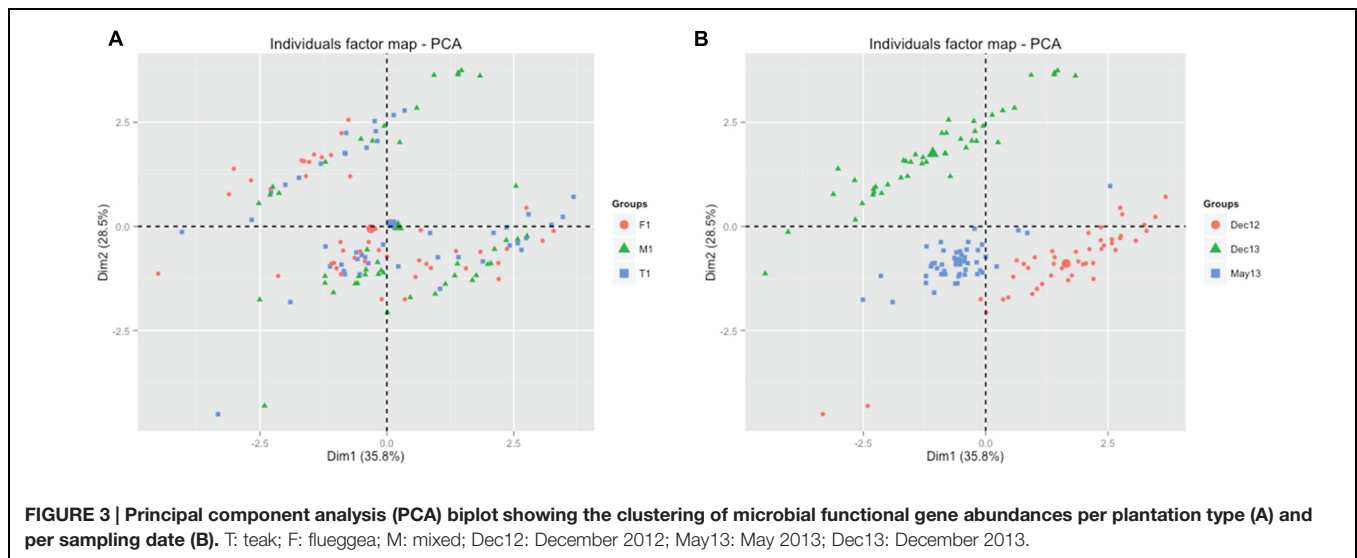 A
Individuals factor map - PCA
2.5
0.0
-2.5
Dim2 (28.5%)
-2.5
0.0
2.5
Dim1 (35.8%)
Groups
F1
M1
T1
B
Individuals factor map - PCA
2.5
0.0
-2.5
Dim2 (28.5%)
-2.5
0.0
2.5
Dim1 (35.8%)
Groups
Dec12
Dec13
May13
FIGURE 3 | Principal component analysis (PCA) biplot showing the clustering of microbial functional gene abundances per plantation type (A) and
per sampling date (B). T: teak; F: flueggea; M: mixed; Dec12: December 2012; May13: May 2013; Dec13: December 2013.